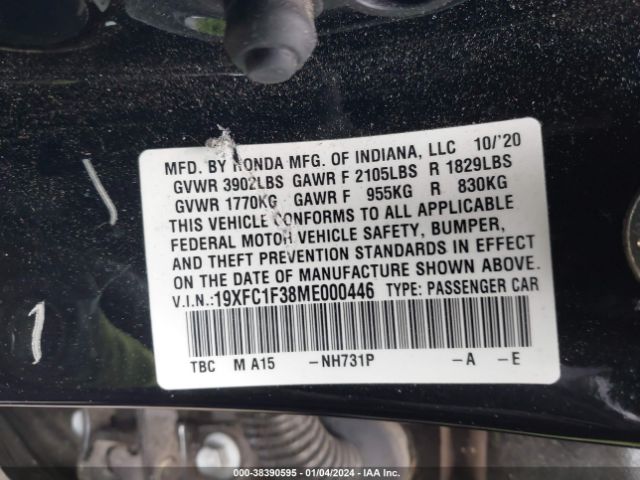 MFD. BY HONDA MFG. OF INDIANA, LLC 10/'20
GVWR 3902LBS GAWR F 2105LBS R 1829LBS
GVWR 1770KG GAWR F 955KG R 830KG
THIS VEHICLE CONFORMS TO ALL APPLICABLE
FEDERAL MOTOR VEHICLE SAFETY, BUMPER,
AND THEFT PREVENTION STANDARDS IN EFFECT
ON THE DATE OF MANUFACTURE SHOWN ABOVE.
V.I.N.:19XFC1F38ME000446 TYPE: PASSENGER CAR
TBC M A15 -NH731P -A -E
000-38390595 - 01/04/2024 - IAA Inc.